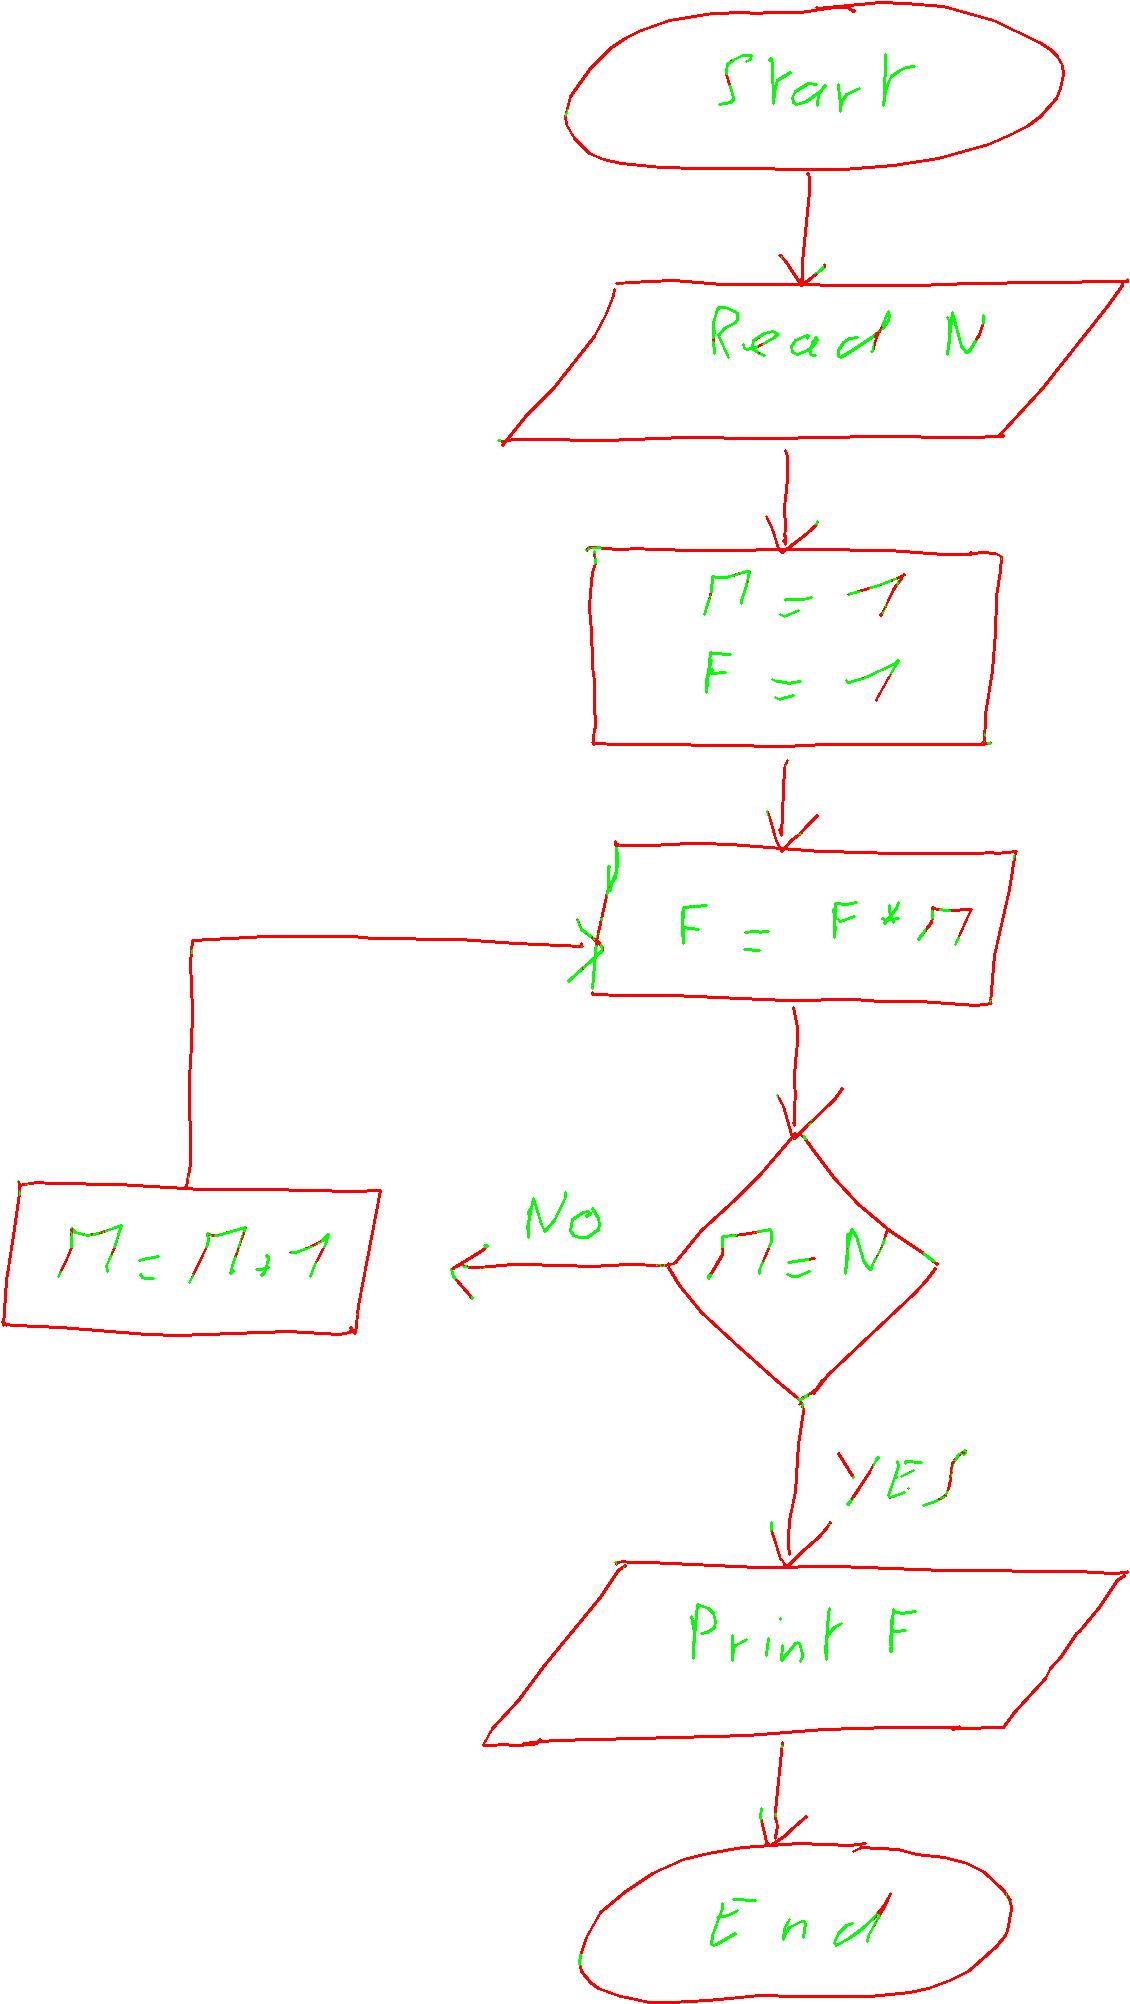 Start
Read N
M = 1
F = 1
F = F * M
NO
M = N
M = M + 1
YES
Print F
End